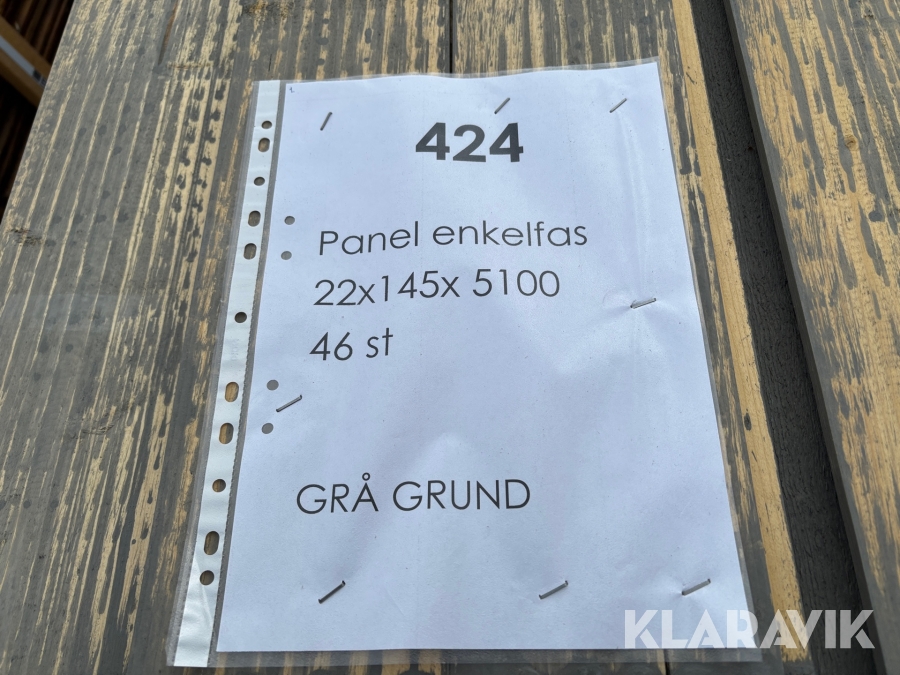 424
Panel enkelfas
22x145x 5100
46 st
GRÅ GRUND
KLARAVIK